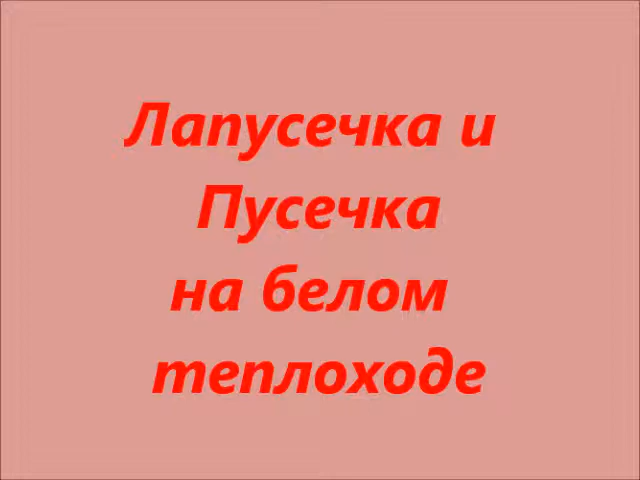 Лапусечка и
Пусечка
на белом
теплоходе